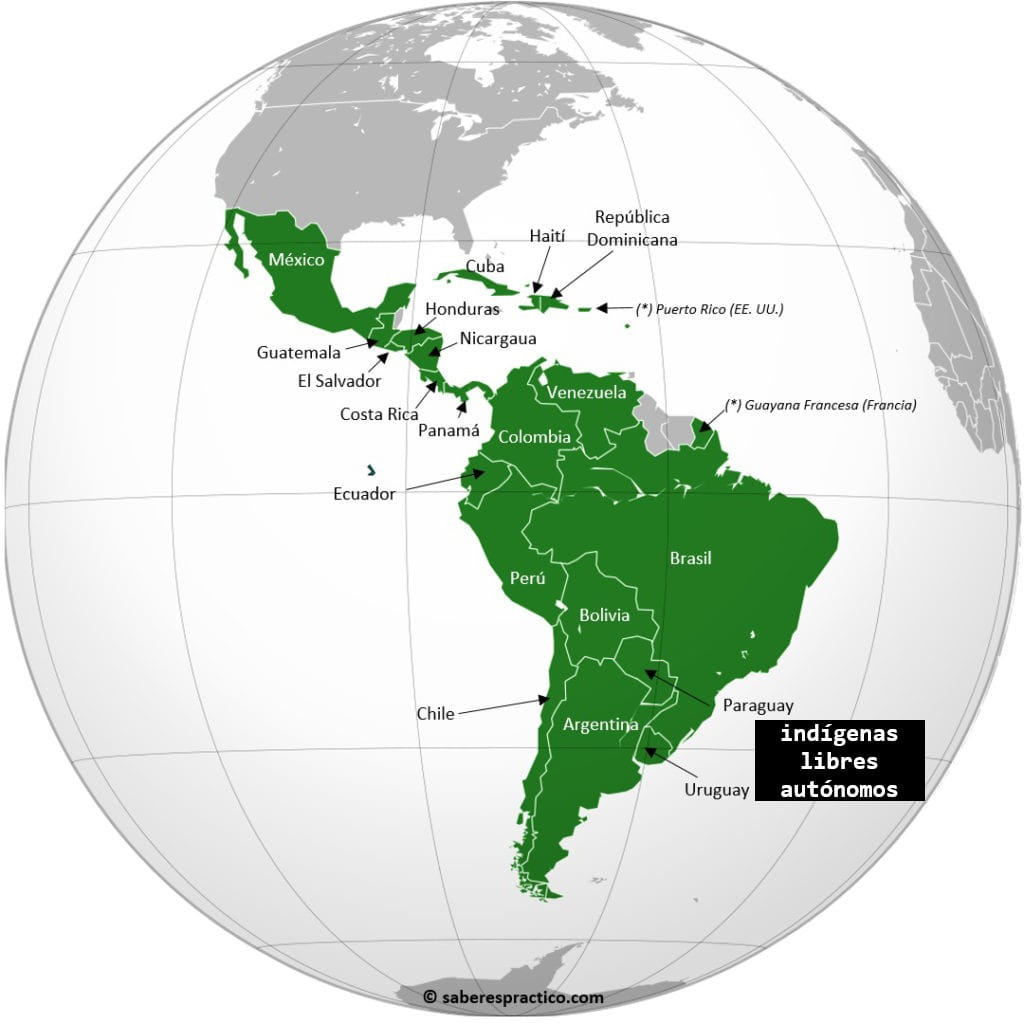 República
Dominicana
Haití
México
Cuba
(*) Puerto Rico (EE. UU.)
Honduras
Nicargaua
Guatemala
El Salvador
Costa Rica
Panamá
Venezuela
(*) Guayana Francesa (Francia)
Colombia
Ecuador
Brasil
Perú
Bolivia
Paraguay
Chile
Argentina
indígenas
libres
autónomos
Uruguay
© saberespractico.com